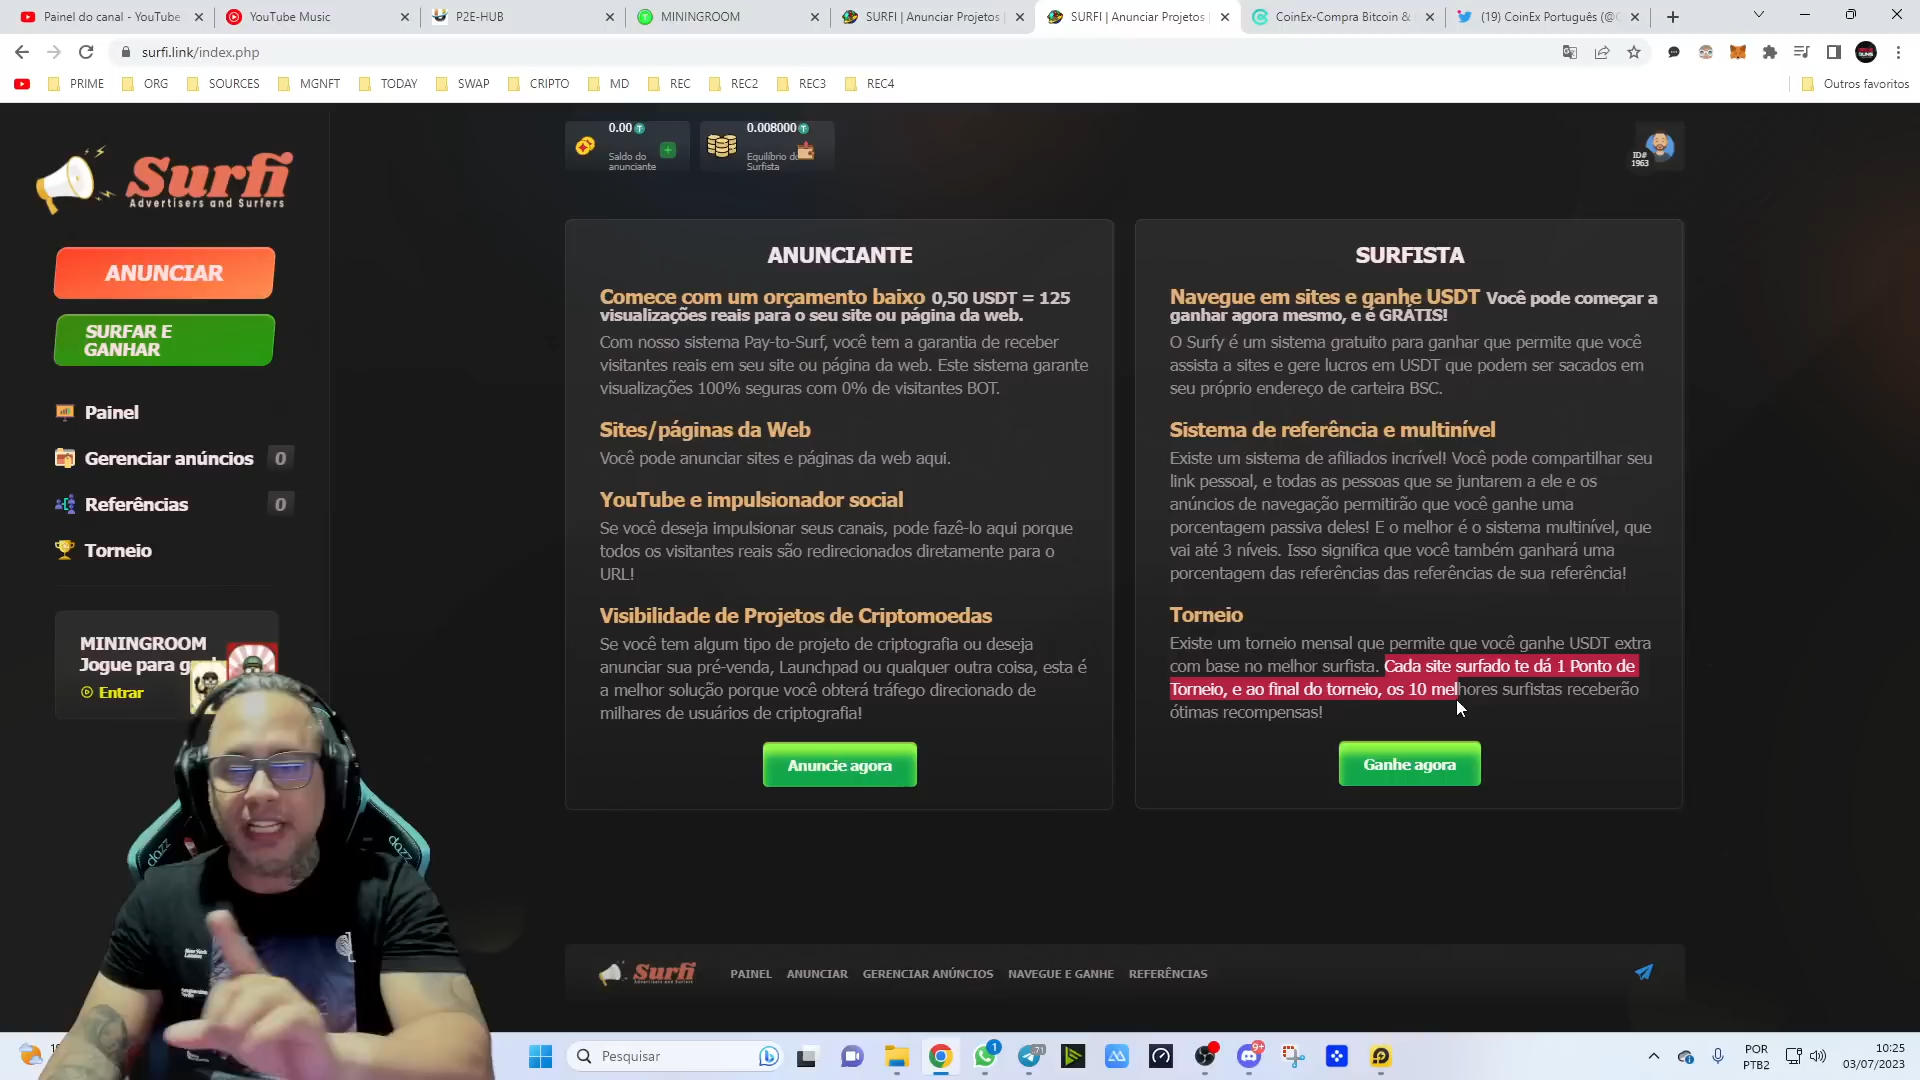 Painel do canal - YouTube
YouTube Music
P2E-HUB
MININGROOM
SURFI | Anunciar Projetos
SURFI | Anunciar Projetos
CoinEx-Compra Bitcoin &
(19) CoinEx Português (@C
surfi.link/index.php
PRIME
ORG
SOURCES
MGNFT
TODAY
SWAP
CRIPTO
MD
REC
REC2
REC3
REC4
Outros favoritos
Surfi
Advertisers and Surfers
0.00
Saldo do
anunciante
0.008000
Equilíbrio do
Surfista
ID#
1963
ANUNCIAR
SURFAR E
GANHAR
Painel
Gerenciar anúncios 0
Referências 0
Torneio
MININGROOM
Jogue para
Entrar
ANUNCIANTE
Comece com um orçamento baixo 0,50 USDT = 125
visualizações reais para o seu site ou página da web.
Com nosso sistema Pay-to-Surf, você tem a garantia de receber
visitantes reais em seu site ou página da web. Este sistema garante
visualizações 100% seguras com 0% de visitantes BOT.
Sites/páginas da Web
Você pode anunciar sites e páginas da web aqui.
YouTube e impulsionador social
Se você deseja impulsionar seus canais, pode fazê-lo aqui porque
todos os visitantes reais são redirecionados diretamente para o
URL!
Visibilidade de Projetos de Criptomoedas
Se você tem algum tipo de projeto de criptografia ou deseja
anunciar sua pré-venda, Launchpad ou qualquer outra coisa, esta é
a melhor solução porque você obterá tráfego direcionado de
milhares de usuários de criptografia!
Anuncie agora
SURFISTA
Navegue em sites e ganhe USDT Você pode começar a
ganhar agora mesmo, e é GRÁTIS!
O Surfy é um sistema gratuito para ganhar que permite que você
assista a sites e gere lucros em USDT que podem ser sacados em
seu próprio endereço de carteira BSC.
Sistema de referência e multinível
Existe um sistema de afiliados incrível! Você pode compartilhar seu
link pessoal, e todas as pessoas que se juntarem a ele e os
anúncios de navegação permitirão que você ganhe uma
porcentagem passiva deles! E o melhor é o sistema multinível, que
vai até 3 níveis. Isso significa que você também ganhará uma
porcentagem das referências das referências de sua referência!
Torneio
Existe um torneio mensal que permite que você ganhe USDT extra
com base no melhor surfista. Cada site surfado te dá 1 Ponto de
Torneio, e ao final do torneio, os 10 melhores surfistas receberão
ótimas recompensas!
Ganhe agora
dazz
dazz
Surfi
PAINEL
ANUNCIAR
GERENCIAR ANÚNCIOS
NAVEGUE E GANHE
REFERÊNCIAS
Pesquisar
1
71
9+
POR
PTB2
10:25
03/07/2023